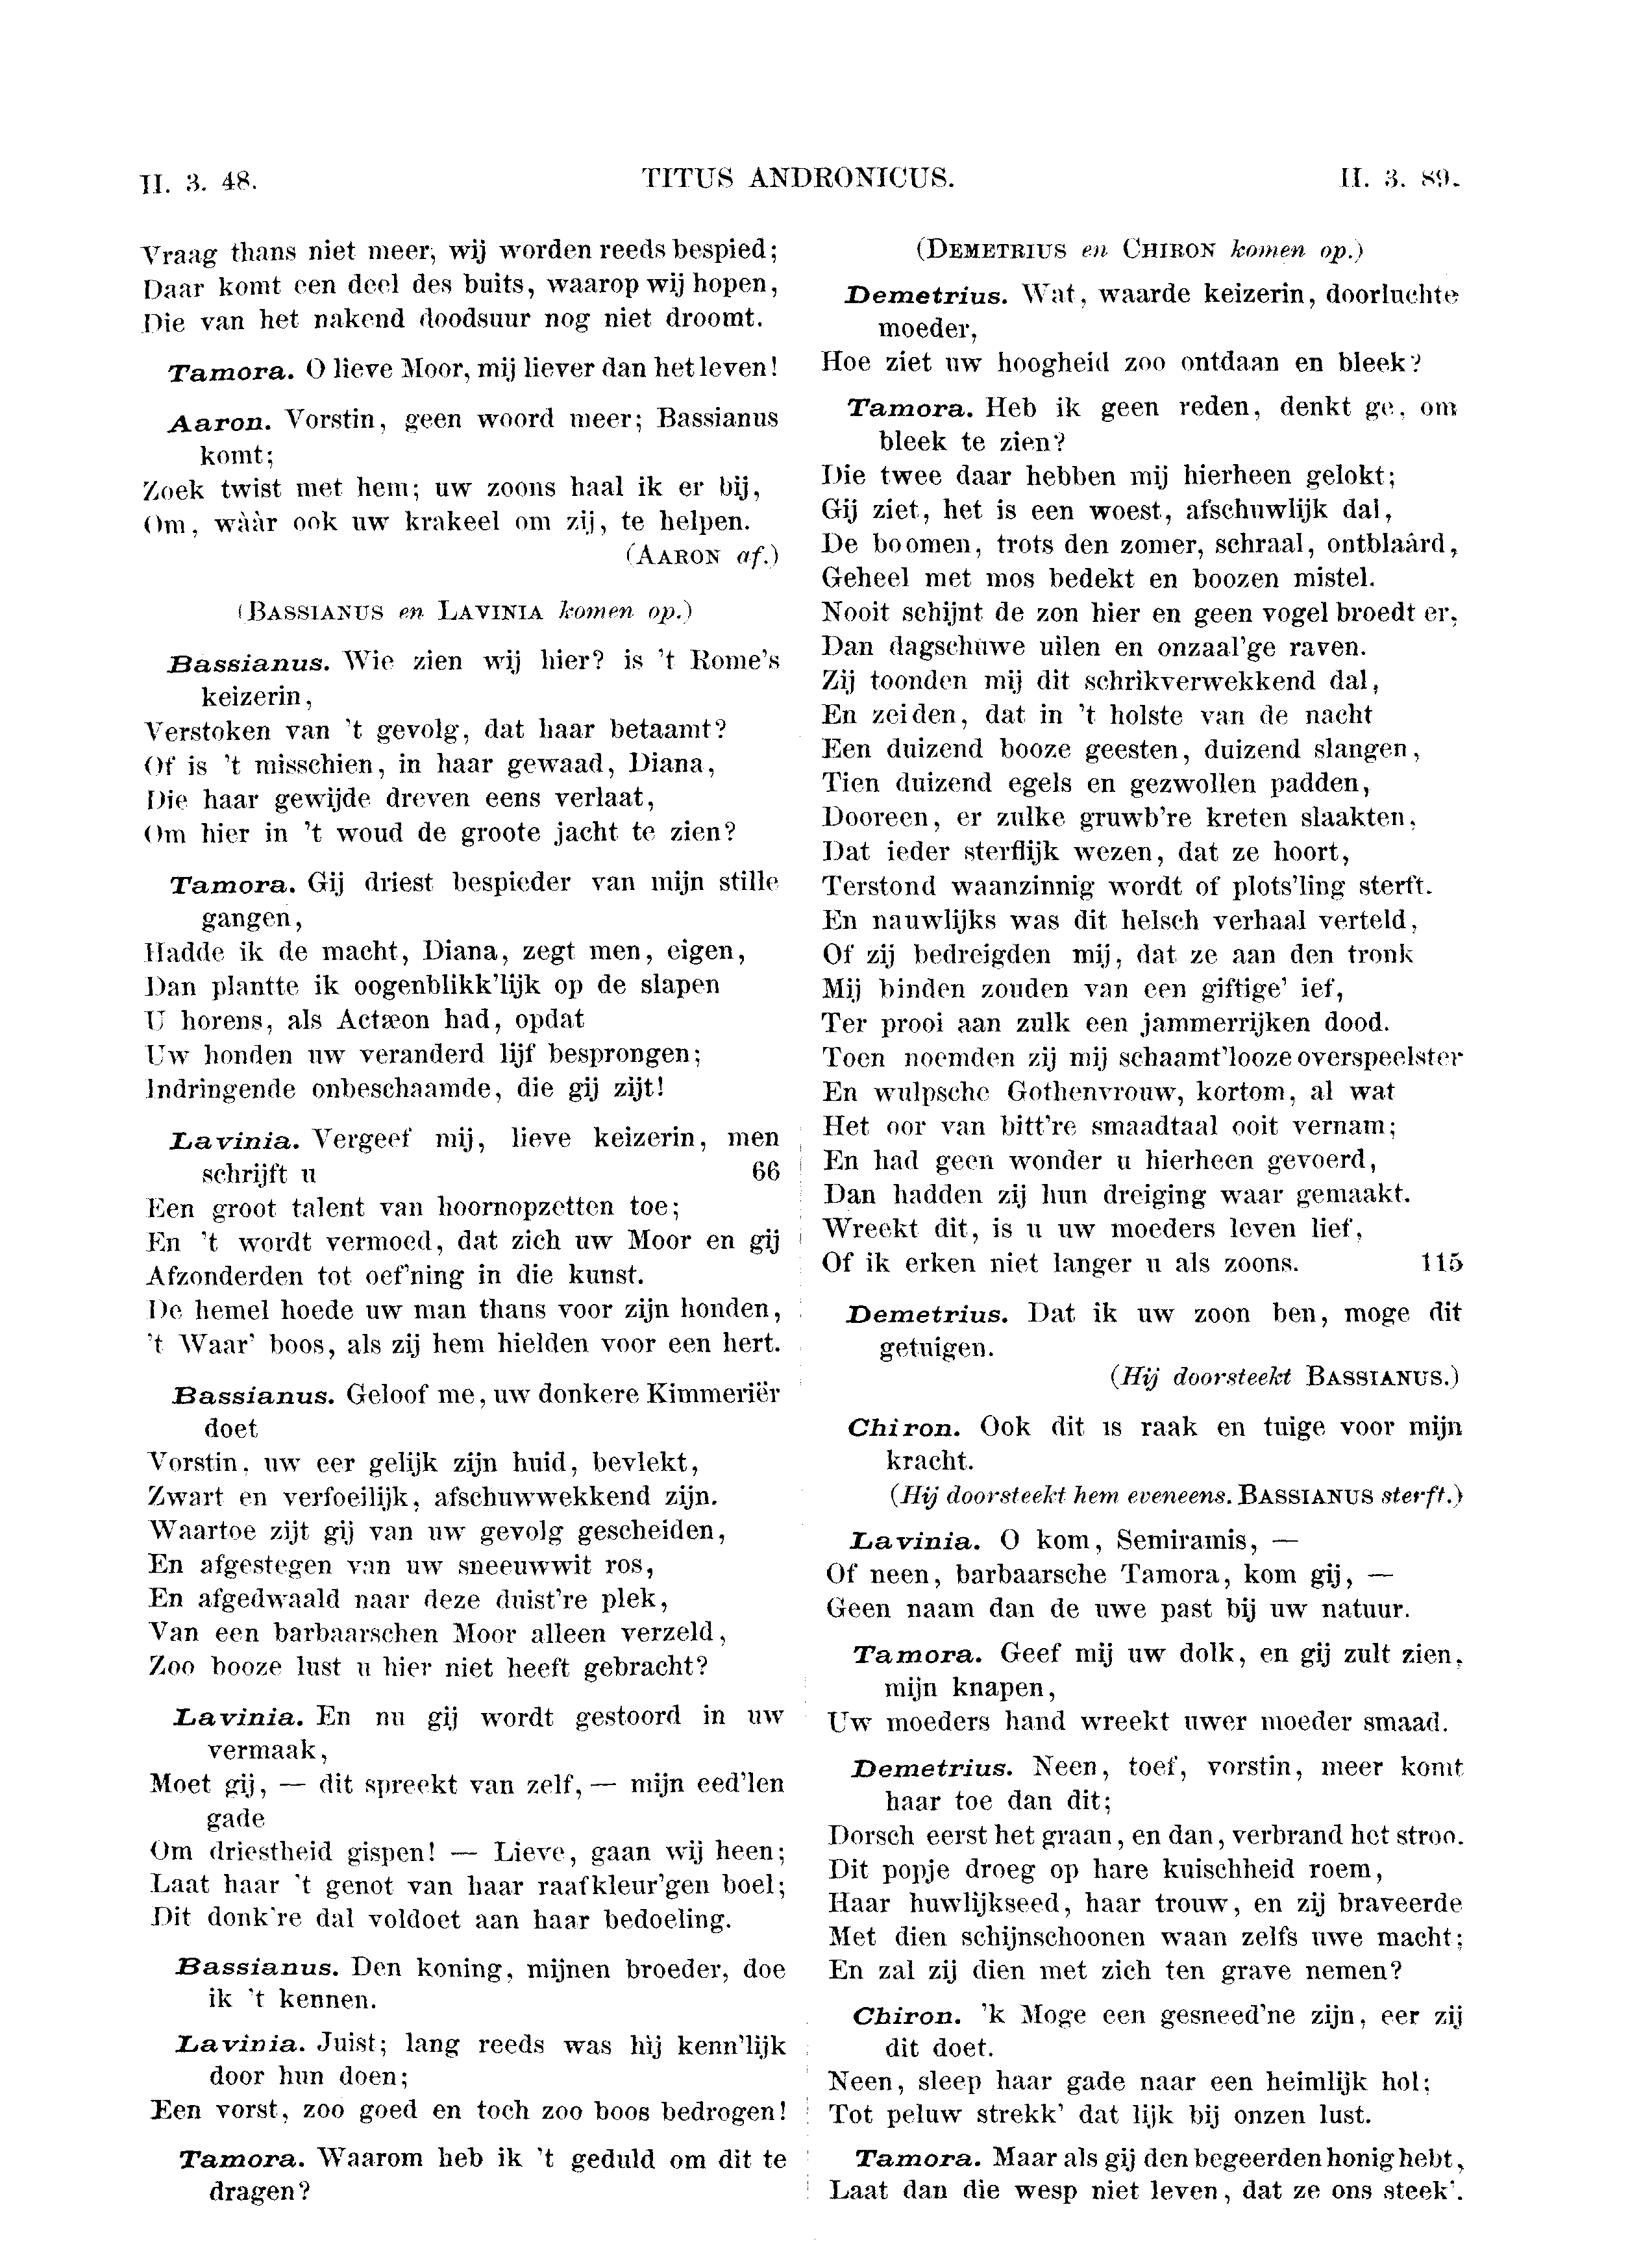 II. 3. 48.
TITUS ANDRONICUS.
II. 3. 89.
Vraag thans niet meer, wij worden reeds bespied;
Daar komt een deel des buits, waarop wij hopen,
Die van het nakend doodsuur nog niet droomt.
Tamora. O lieve Moor, mij liever dan het leven!
Aaron. Vorstin, geen woord meer; Bassianus
komt;
Zoek twist met hem; uw zoons haal ik er bij,
Om, wààr ook uw krakeel om zij, te helpen.
(AARON af.)
(BASSIANUS en LAVINIA komen op.)
Bassianus. Wie zien wij hier? is 't Rome's
keizerin,
Verstoken van 't gevolg, dat haar betaamt?
Of is 't misschien, in haar gewaad, Diana,
Die haar gewijde dreven eens verlaat,
Om hier in 't woud de groote jacht te zien?
Tamora. Gij driest bespieder van mijn stille
gangen,
Hadde ik de macht, Diana, zegt men, eigen,
Dan plantte ik oogenblikk'lijk op de slapen
U horens, als Actæon had, opdat
Uw honden uw veranderd lijf besprongen;
Indringende onbeschaamde, die gij zijt!
Lavinia. Vergeef mij, lieve keizerin, men
schrijft u 66
Een groot talent van hoornopzetten toe;
En 't wordt vermoed, dat zich uw Moor en gij
Afzonderden tot oef'ning in die kunst.
De hemel hoede uw man thans voor zijn honden,
't Waar' boos, als zij hem hielden voor een hert.
Bassianus. Geloof me, uw donkere Kimmeriër
doet
Vorstin, uw eer gelijk zijn huid, bevlekt,
Zwart en verfoeilijk, afschuwwekkend zijn.
Waartoe zijt gij van uw gevolg gescheiden,
En afgestegen van uw sneeuwwit ros,
En afgedwaald naar deze duist're plek,
Van een barbaarschen Moor alleen verzeld,
Zoo booze lust u hier niet heeft gebracht?
Lavinia. En nu gij wordt gestoord in uw
vermaak,
Moet gij, — dit spreekt van zelf, — mijn eed'len
gade
Om driestheid gispen! — Lieve, gaan wij heen;
Laat haar 't genot van haar raafkleur'gen boel;
Dit donk're dal voldoet aan haar bedoeling.
Bassianus. Den koning, mijnen broeder, doe
ik 't kennen.
Lavinia. Juist; lang reeds was hij kenn'lijk
door hun doen;
Een vorst, zoo goed en toch zoo boos bedrogen!
Tamora. Waarom heb ik 't geduld om dit te
dragen?
(DEMETRIUS en CHIRON komen op.)
Demetrius. Wat, waarde keizerin, doorluchte
moeder,
Hoe ziet uw hoogheid zoo ontdaan en bleek?
Tamora. Heb ik geen reden, denkt ge, om
bleek te zien?
Die twee daar hebben mij hierheen gelokt;
Gij ziet, het is een woest, afschuwlijk dal,
De boomen, trots den zomer, schraal, ontblaârd,
Geheel met mos bedekt en boozen mistel.
Nooit schijnt de zon hier en geen vogel broedt er,
Dan dagschuwe uilen en onzaal'ge raven.
Zij toonden mij dit schrikverwekkend dal,
En zeiden, dat in 't holste van de nacht
Een duizend booze geesten, duizend slangen,
Tien duizend egels en gezwollen padden,
Dooreen, er zulke gruwb're kreten slaakten,
Dat ieder sterflijk wezen, dat ze hoort,
Terstond waanzinnig wordt of plots'ling sterft.
En nauwlijks was dit helsch verhaal verteld,
Of zij bedreigden mij, dat ze aan den tronk
Mij binden zouden van een giftige' ief,
Ter prooi aan zulk een jammerrijken dood.
Toen noemden zij mij schaamt'looze overspeelster
En wulpsche Gothenvrouw, kortom, al wat
Het oor van bitt're smaadtaal ooit vernam;
En had geen wonder u hierheen gevoerd,
Dan hadden zij hun dreiging waar gemaakt.
Wreekt dit, is u uw moeders leven lief,
Of ik erken niet langer u als zoons. 115
Demetrius. Dat ik uw zoon ben, moge dit
getuigen.
(Hij doorsteekt BASSIANUS.)
Chiron. Ook dit is raak en tuige voor mijn
kracht.
(Hij doorsteekt hem eveneens. BASSIANUS sterft.)
Lavinia. O kom, Semiramis, —
Of neen, barbaarsche Tamora, kom gij, —
Geen naam dan de uwe past bij uw natuur.
Tamora. Geef mij uw dolk, en gij zult zien,
mijn knapen,
Uw moeders hand wreekt uwer moeder smaad.
Demetrius. Neen, toef, vorstin, meer komt
haar toe dan dit;
Dorsch eerst het graan, en dan, verbrand het stroo.
Dit popje droeg op hare kuischheid roem,
Haar huwlijkseed, haar trouw, en zij braveerde
Met dien schijnschoonen waan zelfs uwe macht;
En zal zij dien met zich ten grave nemen?
Chiron. 'k Moge een gesneed'ne zijn, eer zij
dit doet.
Neen, sleep haar gade naar een heimlijk hol;
Tot peluw strekk' dat lijk bij onzen lust.
Tamora. Maar als gij den begeerden honig hebt,
Laat dan die wesp niet leven, dat ze ons steek'.